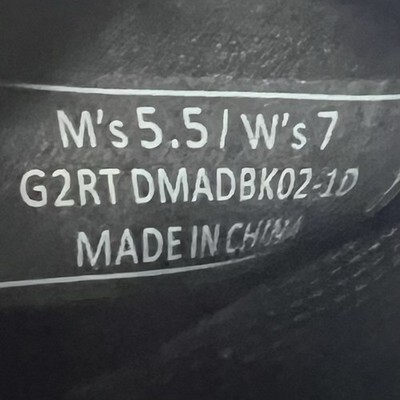 M's 5.5 / W's 7
G2RT DMADBK02-1D
MADE IN CHINA